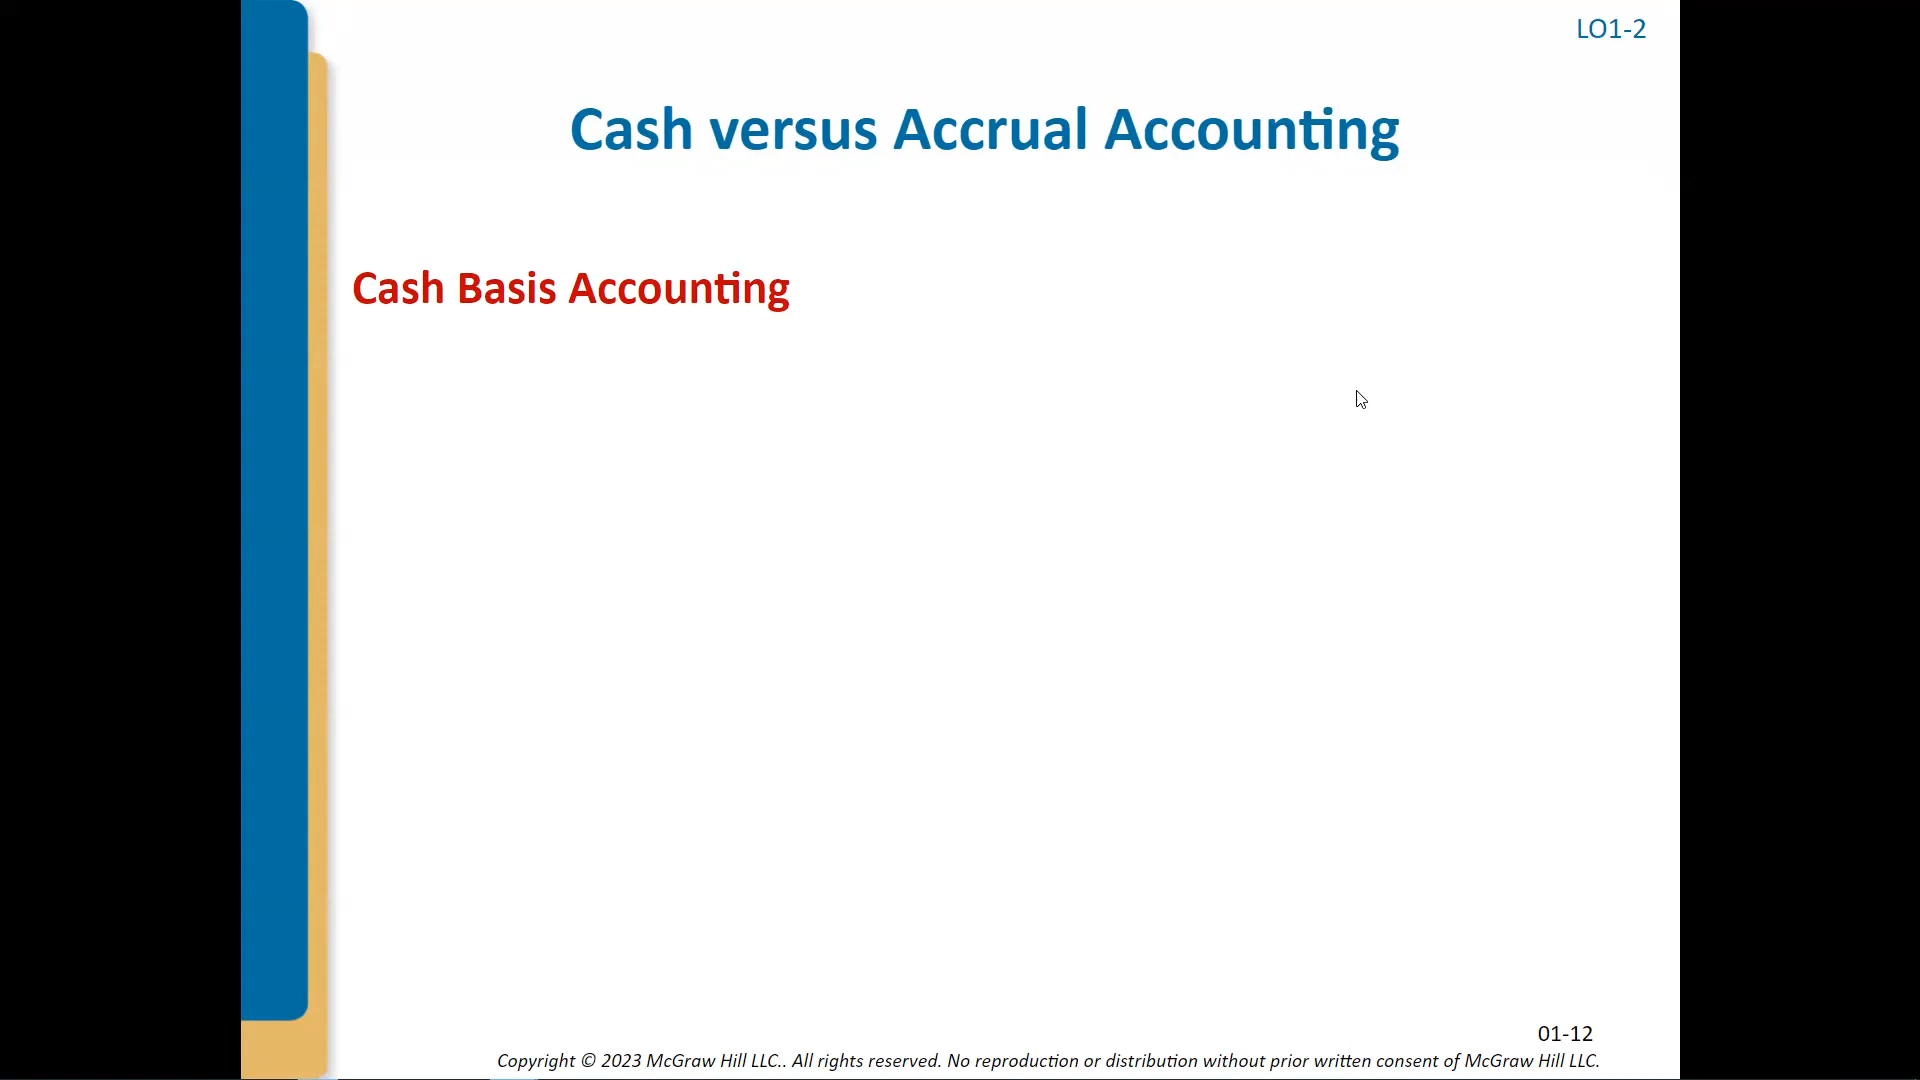 LO1-2
Cash versus Accrual Accounting
Cash Basis Accounting
01-12
Copyright © 2023 McGraw Hill LLC.. All rights reserved. No reproduction or distribution without prior written consent of McGraw Hill LLC.